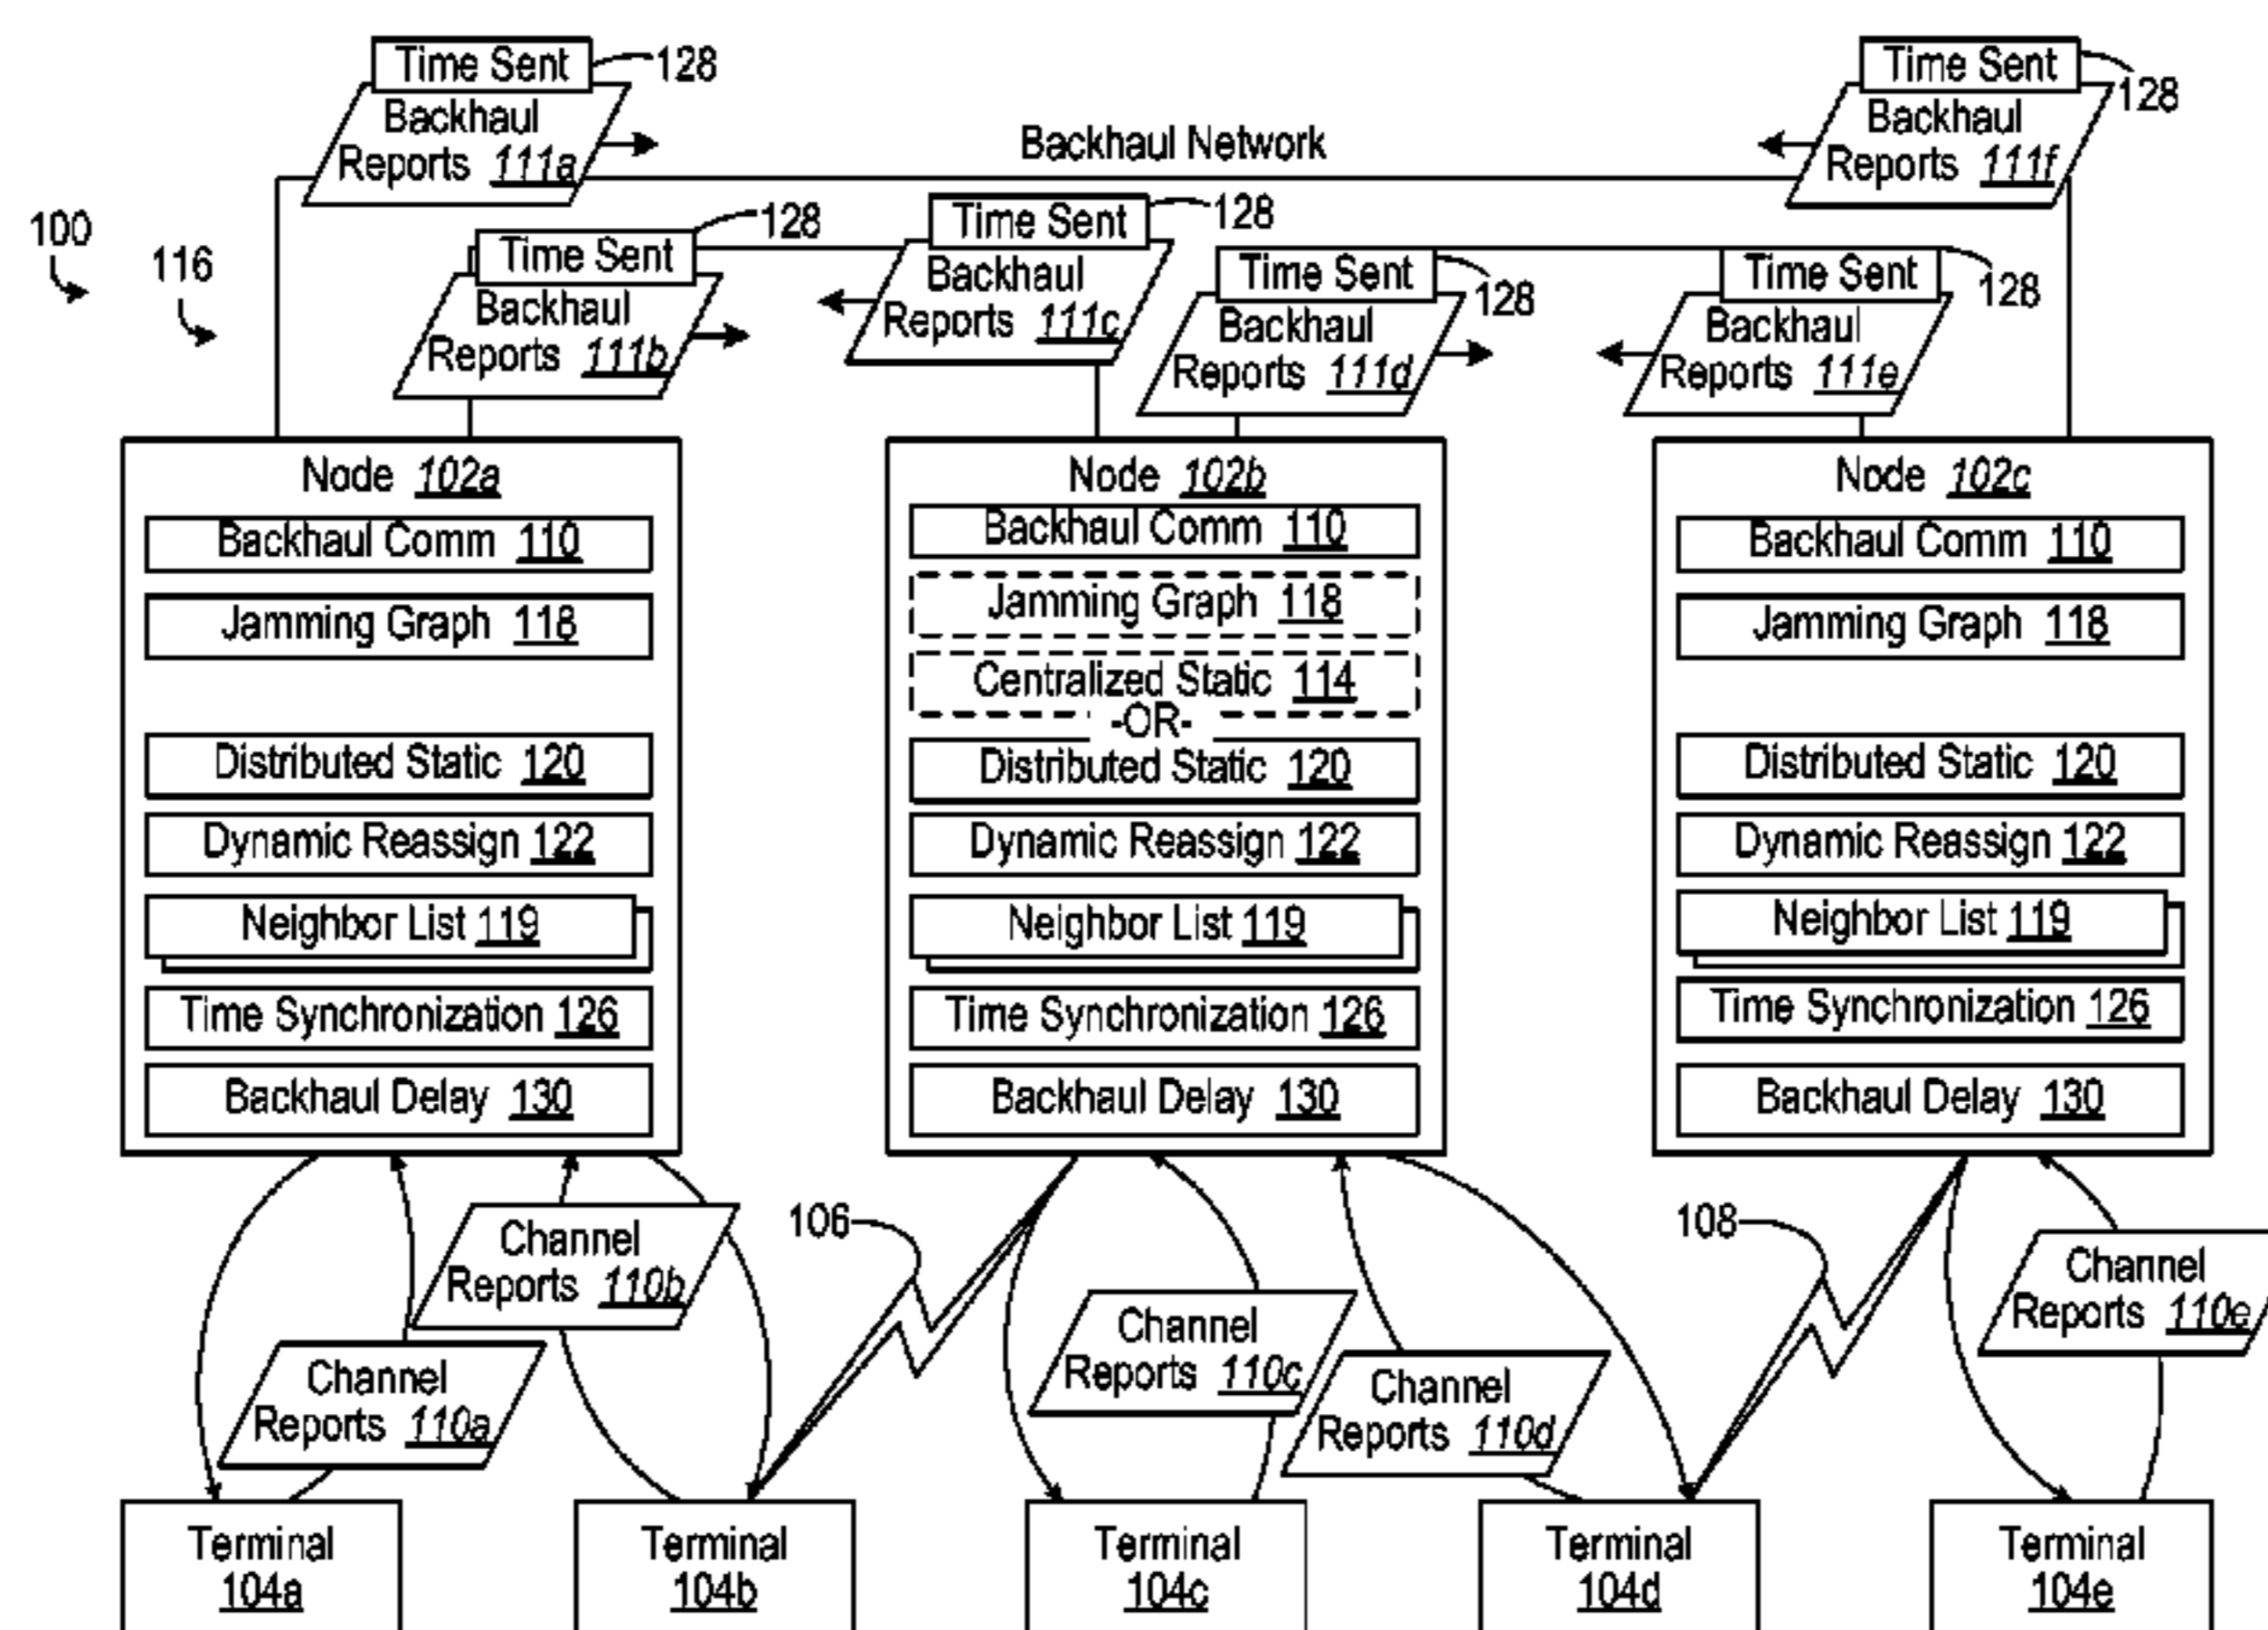 Time Sent
128
Backhaul
Reports 111a
Backhaul Network
Time Sent
128
Backhaul
Reports 111f
100
116
Time Sent
128
Backhaul
Reports 111b
Time Sent
128
Backhaul
Reports 111c
Time Sent
128
Backhaul
Reports 111d
Time Sent
128
Backhaul
Reports 111e
Node 102a
Backhaul Comm 110
Jamming Graph 118
Distributed Static 120
Dynamic Reassign 122
Neighbor List 119
Time Synchronization 126
Backhaul Delay 130
Node 102b
Backhaul Comm 110
Jamming Graph 118
Centralized Static 114
-OR-
Distributed Static 120
Dynamic Reassign 122
Neighbor List 119
Time Synchronization 126
Backhaul Delay 130
Node 102c
Backhaul Comm 110
Jamming Graph 118
Distributed Static 120
Dynamic Reassign 122
Neighbor List 119
Time Synchronization 126
Backhaul Delay 130
Channel
Reports 110a
Channel
Reports 110b
106
Channel
Reports 110c
Channel
Reports 110d
108
Channel
Reports 110e
Terminal
104a
Terminal
104b
Terminal
104c
Terminal
104d
Terminal
104e